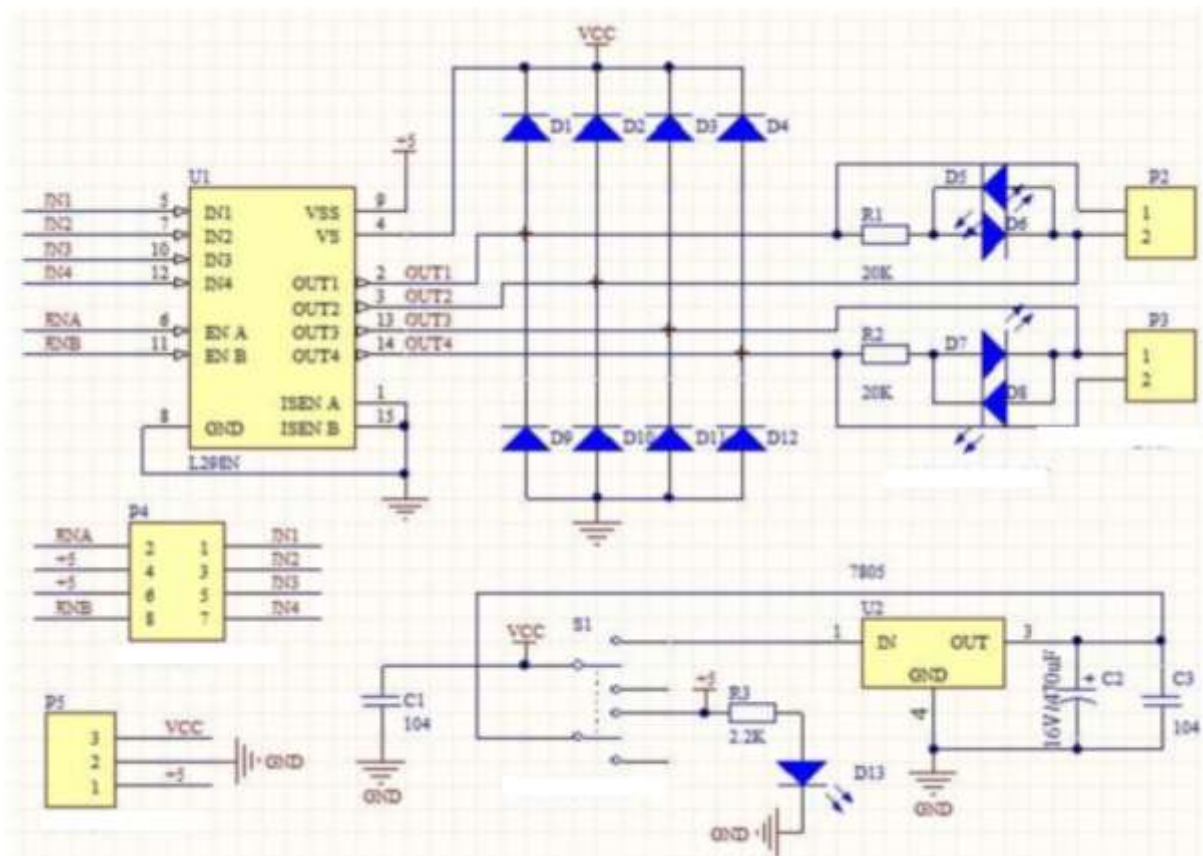 VCC
D1 D2 D3 D4
+5
U1
IN1 5 IN1 VSS 9
IN2 7 IN2 VS 4
IN3 10 IN3
IN4 12 IN4 OUT1 2 OUT1
OUT2 3 OUT2
ENA 6 EN A OUT3 13 OUT3
ENB 11 EN B OUT4 14 OUT4
ISEN A 1
8 GND ISEN B 15
L298N
D5 P2
R1 D6 1
2
20K
P3
R2 D7 1
2
20K D8
D9 D10 D11 D12
P4
ENA 2 1 IN1
+5 4 3 IN2
+5 6 5 IN3
ENB 8 7 IN4
7805
U2
VCC S1 1 IN OUT 3
GND
+5
C1
104
GND
R3
2.2K
4
16V/470uF
+ C2
C3
104
GND
D13
GND
P5
3 VCC
2 GND
1 +5